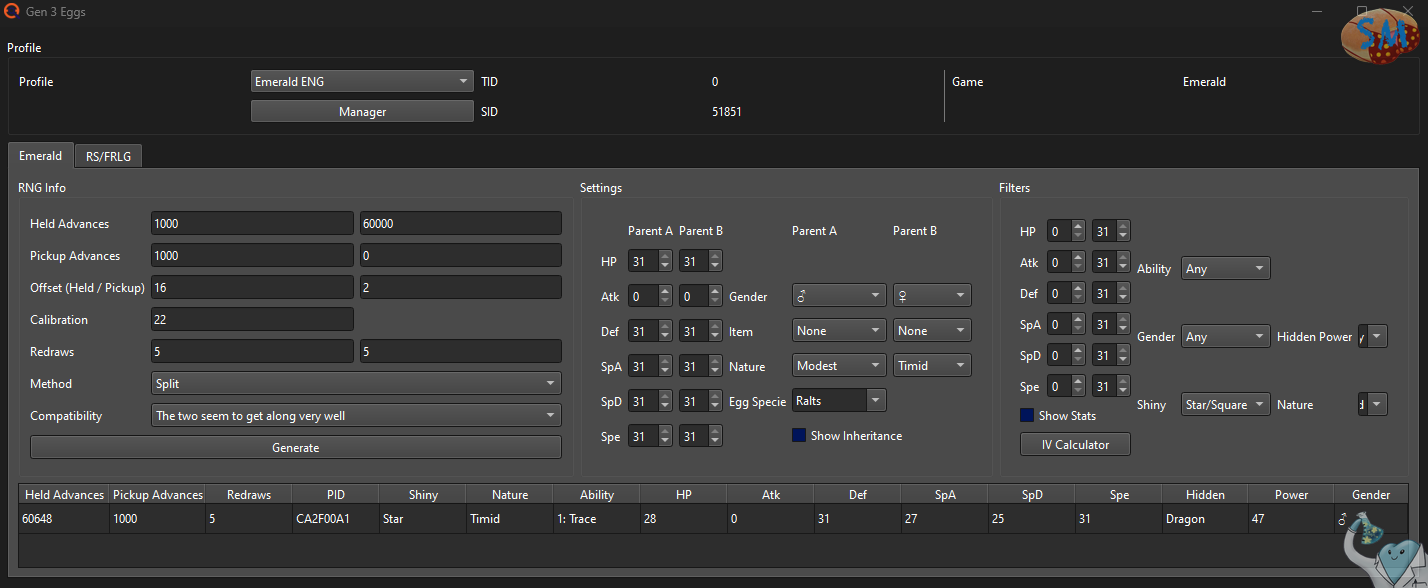 Gen 3 Eggs
SM
Profile
Profile Emerald ENG TID 0 Game Emerald
Manager SID 51851
Emerald RS/FRLG
RNG Info Settings Filters
Held Advances 1000 60000
Pickup Advances 1000 0
Offset (Held / Pickup) 16 2
Calibration 22
Redraws 5 5
Method Split
Compatibility The two seem to get along very well
Generate
Parent A Parent B Parent A Parent B
HP 31 31
Atk 0 0 Gender ♂ ♀
Def 31 31 Item None None
SpA 31 31 Nature Modest Timid
SpD 31 31 Egg Specie Ralts
Spe 31 31 Show Inheritance
HP 0 31
Atk 0 31 Ability Any
Def 0 31
SpA 0 31 Gender Any Hidden Power
SpD 0 31
Spe 0 31 Shiny Star/Square Nature
Show Stats
IV Calculator
Held Advances Pickup Advances Redraws PID Shiny Nature Ability HP Atk Def SpA SpD Spe Hidden Power Gender
60648 1000 5 CA2F00A1 Star Timid 1: Trace 28 0 31 27 25 31 Dragon 47 ♂